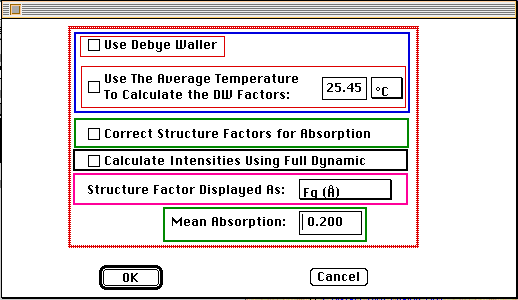 Use Debye Waller
Use The Average Temperature
To Calculate the DW Factors:
25.45
°C
Correct Structure Factors for Absorption
Calculate Intensities Using Full Dynamic
Structure Factor Displayed As:
Fg (Å)
Mean Absorption:
0.200
OK
Cancel